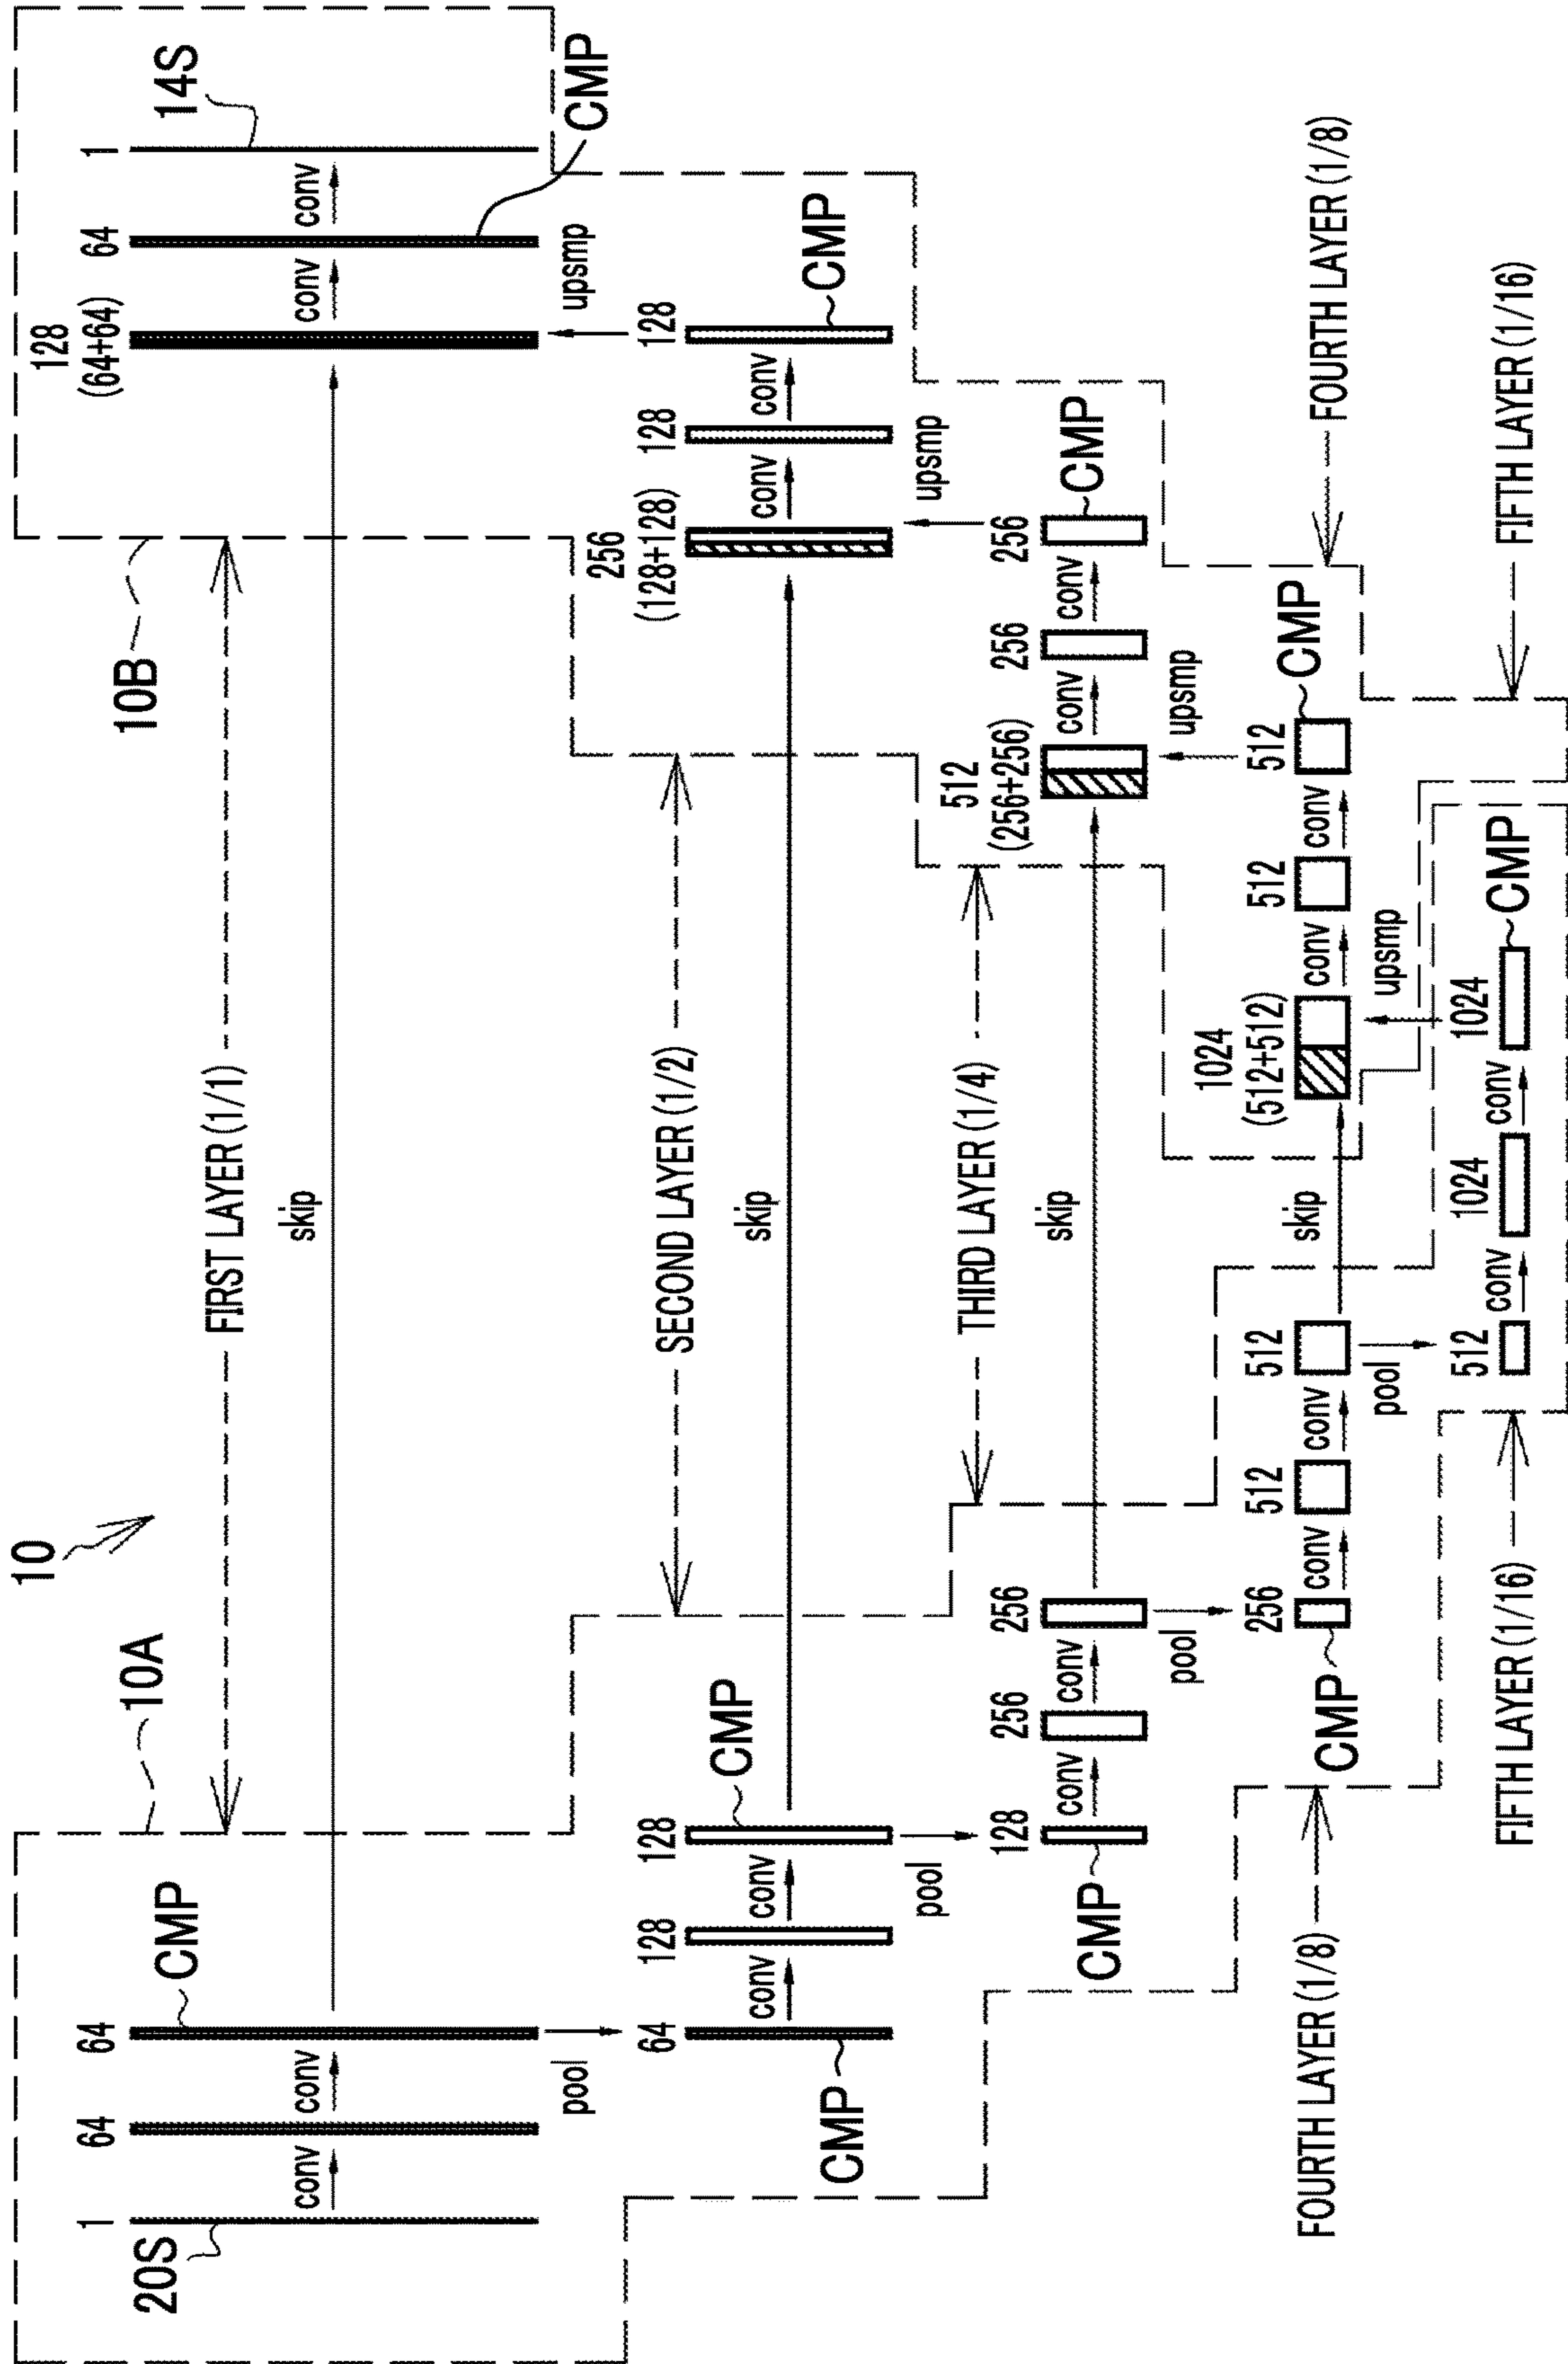 10
10A
10B
FIRST LAYER (1/1)
20S
1
conv
64
conv
64
CMP
skip
128
(64+64)
conv
64
conv
1
14S
CMP
pool
upsmp
SECOND LAYER (1/2)
64
CMP
conv
128
conv
128
CMP
skip
256
(128+128)
conv
128
conv
128
CMP
pool
upsmp
THIRD LAYER (1/4)
128
CMP
conv
256
conv
256
skip
512
(256+256)
conv
256
conv
256
CMP
pool
upsmp
FOURTH LAYER (1/8)
256
CMP
conv
512
conv
512
skip
1024
(512+512)
conv
512
conv
512
CMP
FOURTH LAYER (1/8)
pool
upsmp
FIFTH LAYER (1/16)
512
conv
1024
conv
1024
CMP
FIFTH LAYER (1/16)